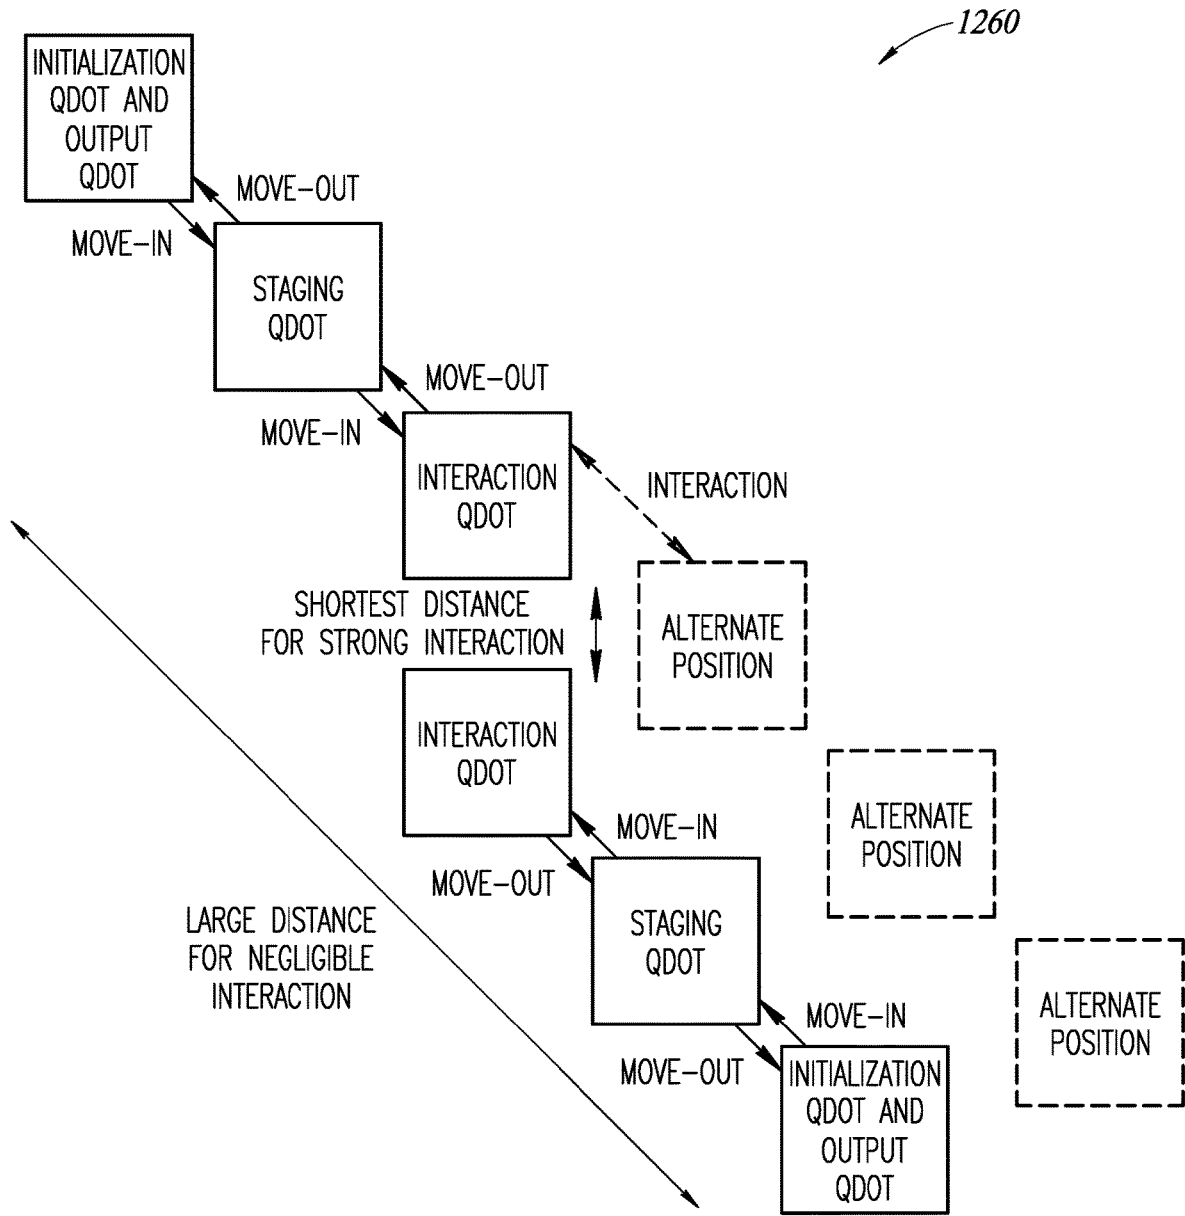 1260
INITIALIZATION
QDOT AND
OUTPUT
QDOT
MOVE-OUT
MOVE-IN
STAGING
QDOT
MOVE-OUT
MOVE-IN
INTERACTION
QDOT
INTERACTION
SHORTEST DISTANCE
FOR STRONG INTERACTION
ALTERNATE
POSITION
INTERACTION
QDOT
MOVE-IN
MOVE-OUT
ALTERNATE
POSITION
LARGE DISTANCE
FOR NEGLIGIBLE
INTERACTION
STAGING
QDOT
ALTERNATE
POSITION
MOVE-IN
MOVE-OUT
INITIALIZATION
QDOT AND
OUTPUT
QDOT